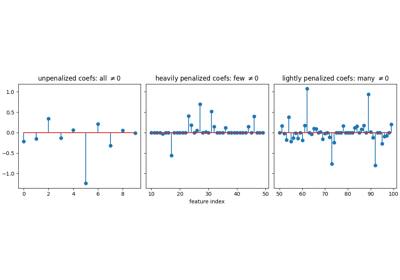 unpenalized coefs: all ≠0
heavily penalized coefs: few ≠0
lightly penalized coefs: many ≠0
1.0
0.5
0.0
−0.5
−1.0
0 2 4 6 8
10 20 30 40 50
50 60 70 80 90 100
feature index